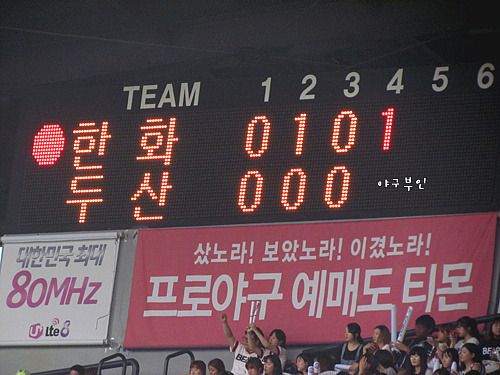 TEAM 1 2 3 4 5 6
한화 0 1 0 1
두산 0 0 0
야구부인
대한민국 최대
80MHz
U+ Lte8
샀노라! 보았노라! 이겼노라!
프로야구 예매도 티몬